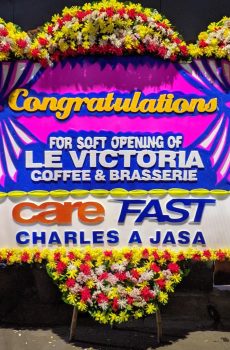 Congratulations
FOR SOFT OPENING OF
LE VICTORIA
COFFEE & BRASSERIE
care FAST
CHARLES A JASA